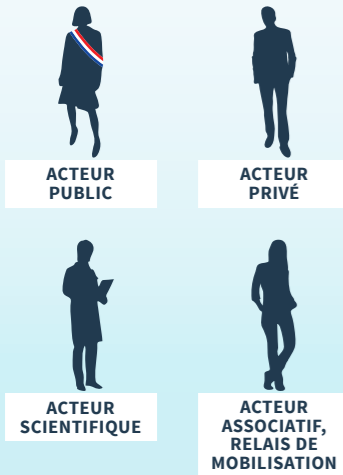 ACTEUR
PUBLIC
ACTEUR
PRIVÉ
ACTEUR
SCIENTIFIQUE
ACTEUR
ASSOCIATIF,
RELAIS DE
MOBILISATION